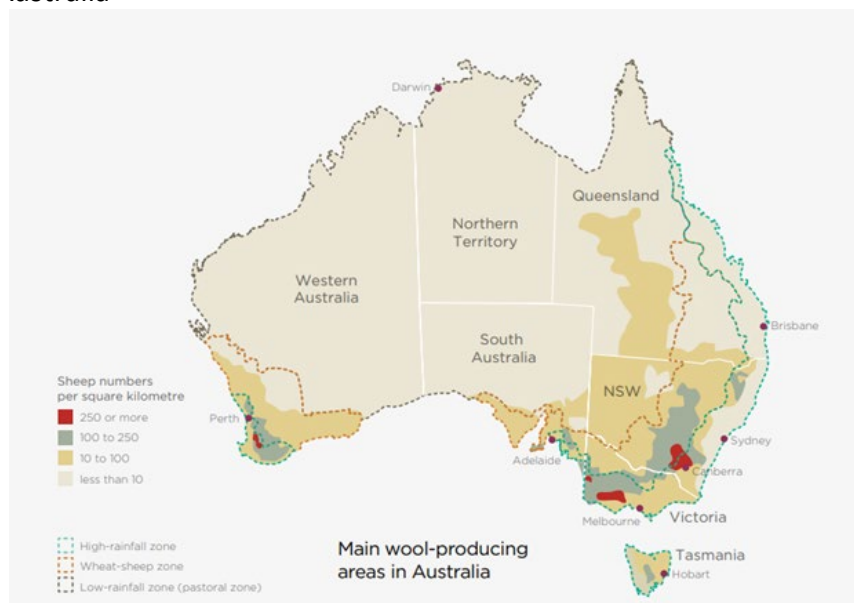 Darwin
Queensland
Northern
Territory
Western
Australia
South
Australia
Brisbane
NSW
Sheep numbers
per square kilometre
250 or more
100 to 250
10 to 100
less than 10
Perth
Adelaide
Sydney
Canberra
Melbourne
Victoria
High-rainfall zone
Wheat-sheep zone
Low-rainfall zone (pastoral zone)
Main wool-producing
areas in Australia
Tasmania
Hobart